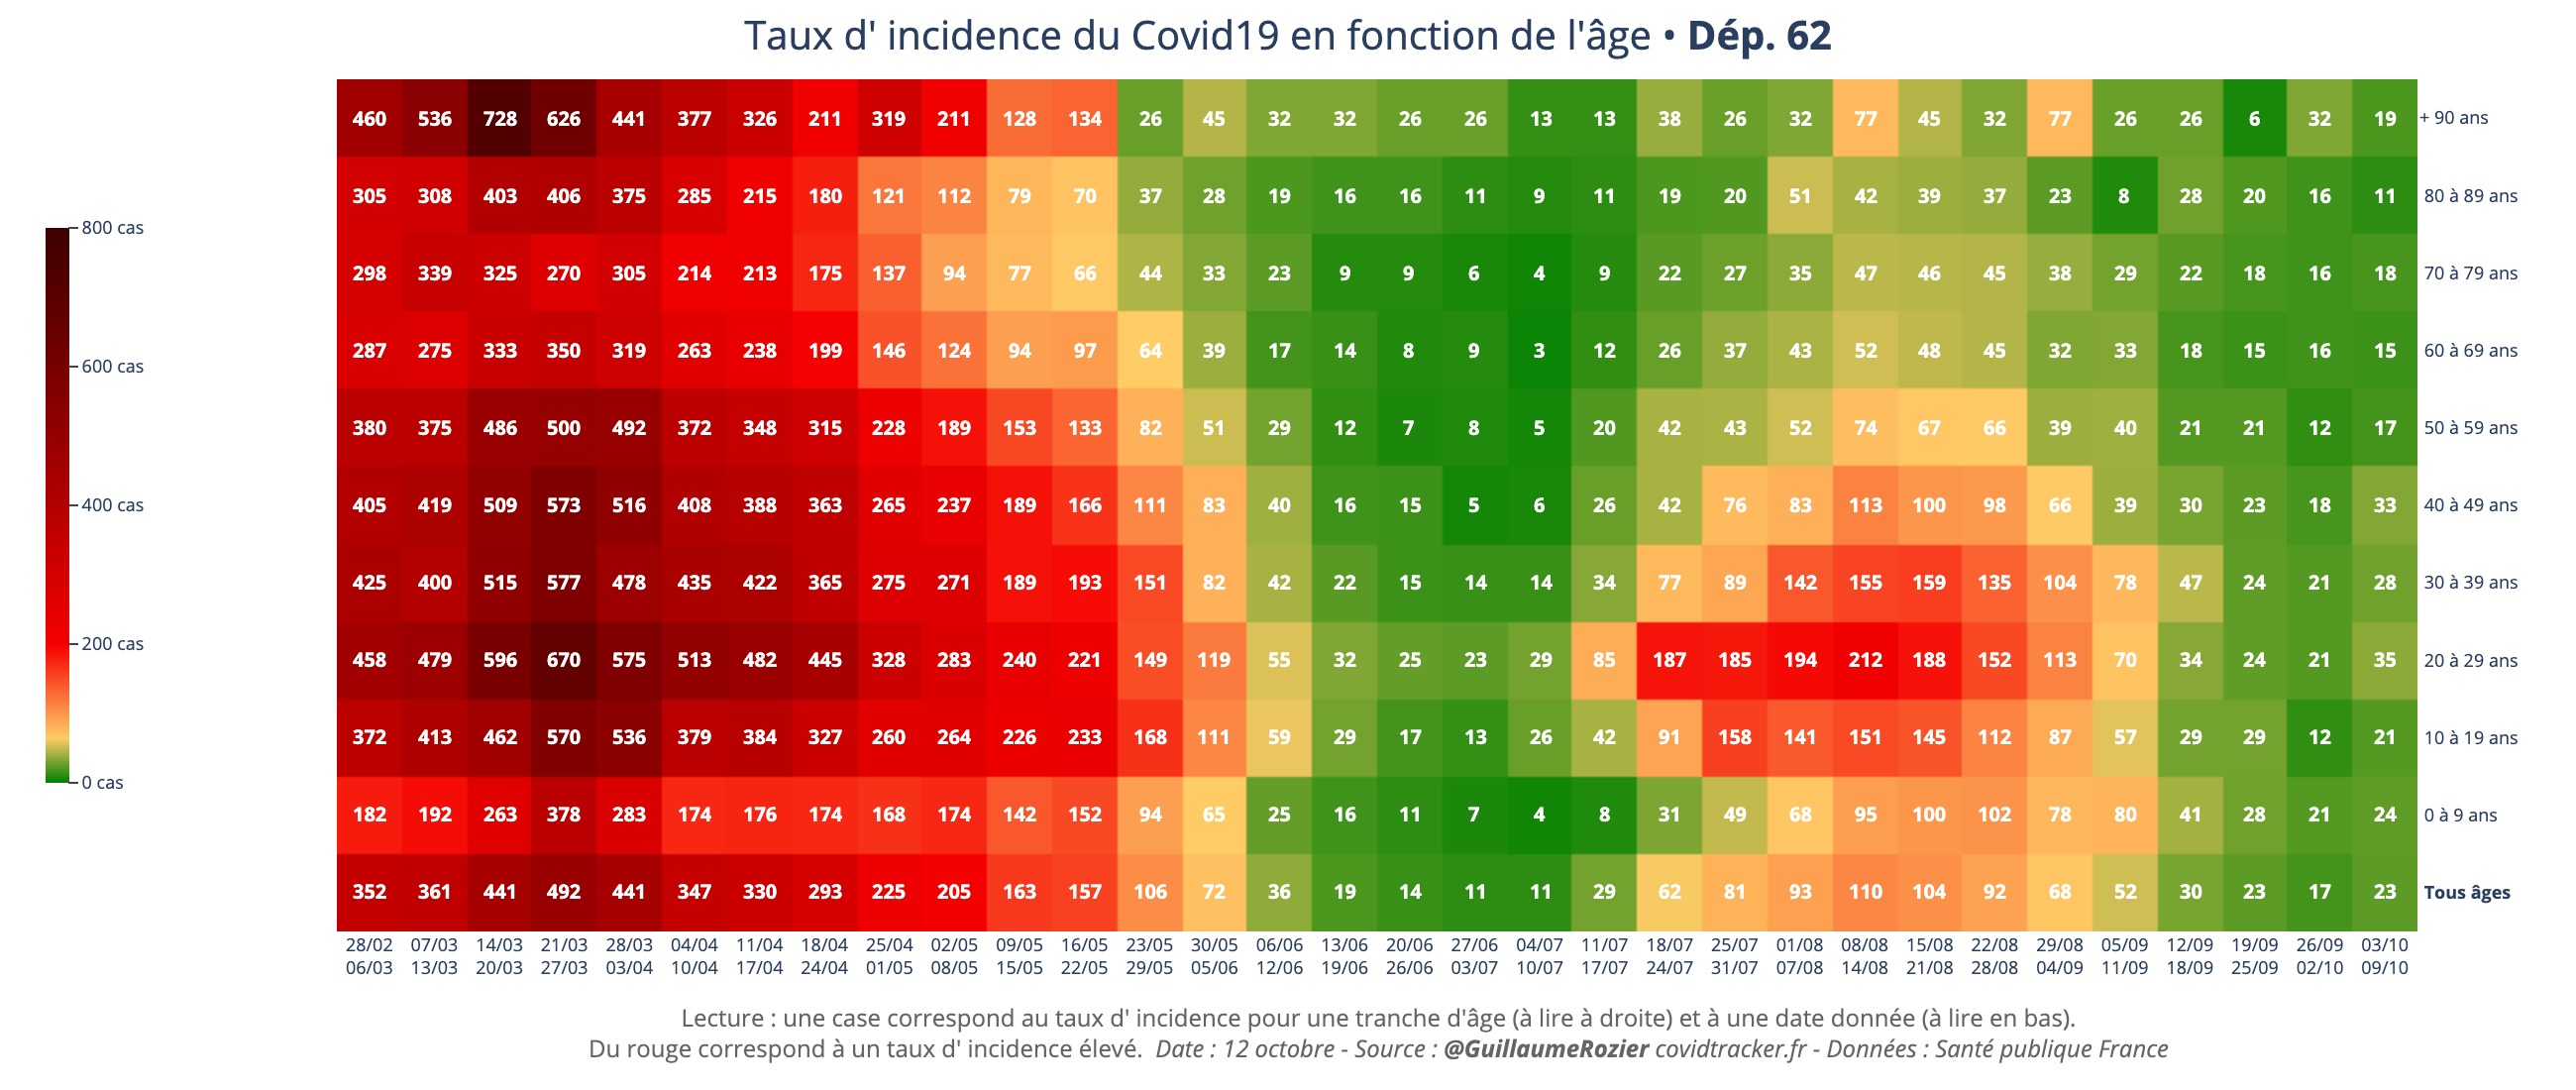 Taux d' incidence du Covid19 en fonction de l'âge • Dép. 62
800 cas
600 cas
400 cas
200 cas
0 cas
460 536 728 626 441 377 326 211 319 211 128 134 26 45 32 32 26 26 13 13 38 26 32 77 45 32 77 26 26 6 32 19 + 90 ans
305 308 403 406 375 285 215 180 121 112 79 70 37 28 19 16 16 11 9 11 19 20 51 42 39 37 23 8 28 20 16 11 80 à 89 ans
298 339 325 270 305 214 213 175 137 94 77 66 44 33 23 9 9 6 4 9 22 27 35 47 46 45 38 29 22 18 16 18 70 à 79 ans
287 275 333 350 319 263 238 199 146 124 94 97 64 39 17 14 8 9 3 12 26 37 43 52 48 45 32 33 18 15 16 15 60 à 69 ans
380 375 486 500 492 372 348 315 228 189 153 133 82 51 29 12 7 8 5 20 42 43 52 74 67 66 39 40 21 21 12 17 50 à 59 ans
405 419 509 573 516 408 388 363 265 237 189 166 111 83 40 16 15 5 6 26 42 76 83 113 100 98 66 39 30 23 18 33 40 à 49 ans
425 400 515 577 478 435 422 365 275 271 189 193 151 82 42 22 15 14 14 34 77 89 142 155 159 135 104 78 47 24 21 28 30 à 39 ans
458 479 596 670 575 513 482 445 328 283 240 221 149 119 55 32 25 23 29 85 187 185 194 212 188 152 113 70 34 24 21 35 20 à 29 ans
372 413 462 570 536 379 384 327 260 264 226 233 168 111 59 29 17 13 26 42 91 158 141 151 145 112 87 57 29 29 12 21 10 à 19 ans
182 192 263 378 283 174 176 174 168 174 142 152 94 65 25 16 11 7 4 8 31 49 68 95 100 102 78 80 41 28 21 24 0 à 9 ans
352 361 441 492 441 347 330 293 225 205 163 157 106 72 36 19 14 11 11 29 62 81 93 110 104 92 68 52 30 23 17 23 Tous âges
28/02 07/03 14/03 21/03 28/03 04/04 11/04 18/04 25/04 02/05 09/05 16/05 23/05 30/05 06/06 13/06 20/06 27/06 04/07 11/07 18/07 25/07 01/08 08/08 15/08 22/08 29/08 05/09 12/09 19/09 26/09 03/10
06/03 13/03 20/03 27/03 03/04 10/04 17/04 24/04 01/05 08/05 15/05 22/05 29/05 05/06 12/06 19/06 26/06 03/07 10/07 17/07 24/07 31/07 07/08 14/08 21/08 28/08 04/09 11/09 18/09 25/09 02/10 09/10
Lecture : une case correspond au taux d' incidence pour une tranche d'âge (à lire à droite) et à une date donnée (à lire en bas).
Du rouge correspond à un taux d' incidence élevé. Date : 12 octobre - Source : @GuillaumeRozier covidtracker.fr - Données : Santé publique France